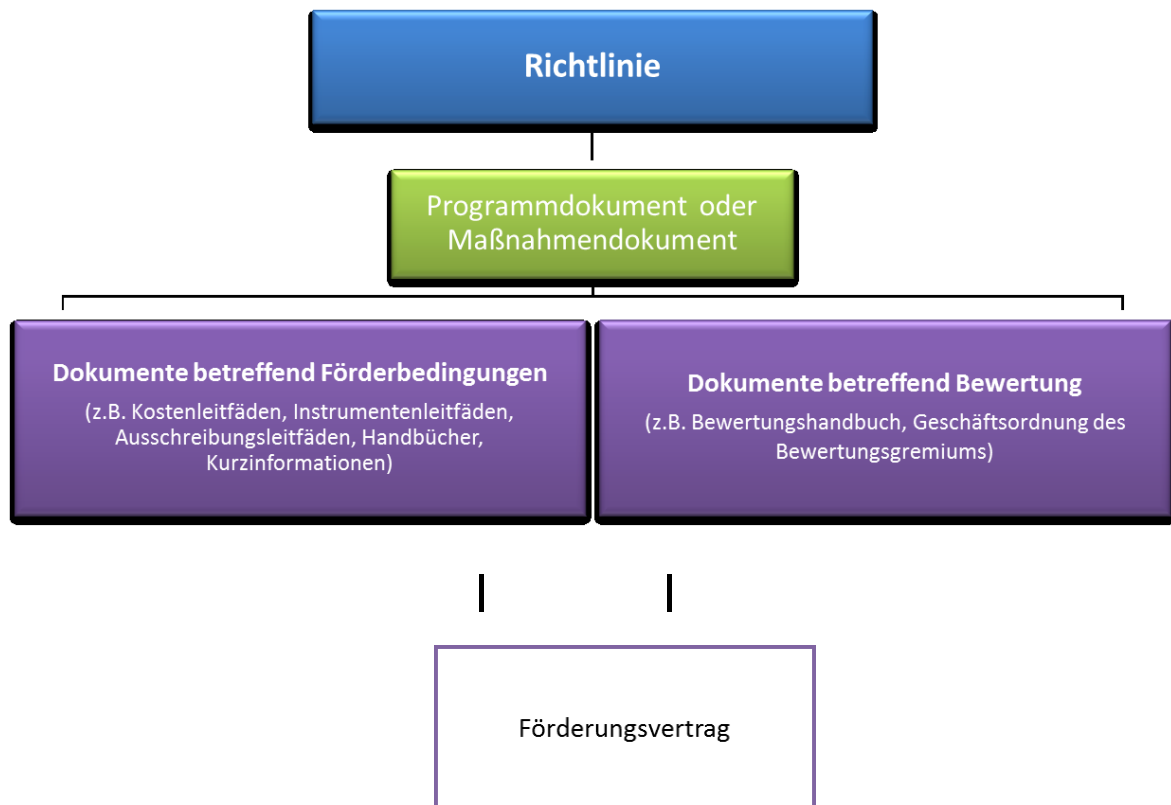 Richtlinie
Programmdokument oder
Maßnahmendokument
Dokumente betreffend Förderbedingungen
(z.B. Kostenleitfäden, Instrumentenleitfäden,
Ausschreibungsleitfäden, Handbücher,
Kurzinformationen)
Dokumente betreffend Bewertung
(z.B. Bewertungshandbuch, Geschäftsordnung des
Bewertungsgremiums)
Förderungsvertrag